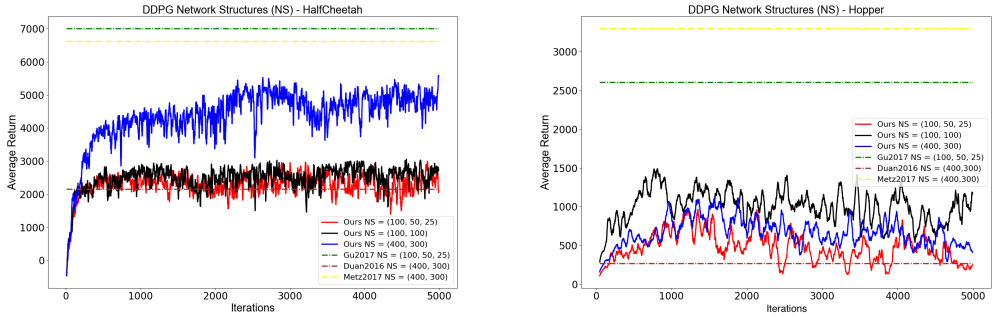 DDPG Network Structures (NS) - HalfCheetah
Average Return
7000
6000
5000
4000
3000
2000
1000
0
0
1000
2000
3000
4000
5000
Iterations
Ours NS = (100, 50, 25)
Ours NS = (100, 100)
Ours NS = (400, 300)
Gu2017 NS = (100, 50, 25)
Duan2016 NS = (400, 300)
Metz2017 NS = (400, 300)
DDPG Network Structures (NS) - Hopper
Average Return
3000
2500
2000
1500
1000
500
0
0
1000
2000
3000
4000
5000
Iterations
Ours NS = (100, 50, 25)
Ours NS = (100, 100)
Ours NS = (400, 300)
Gu2017 NS = (100, 50, 25)
Duan2016 NS = (400,300)
Metz2017 NS = (400,300)